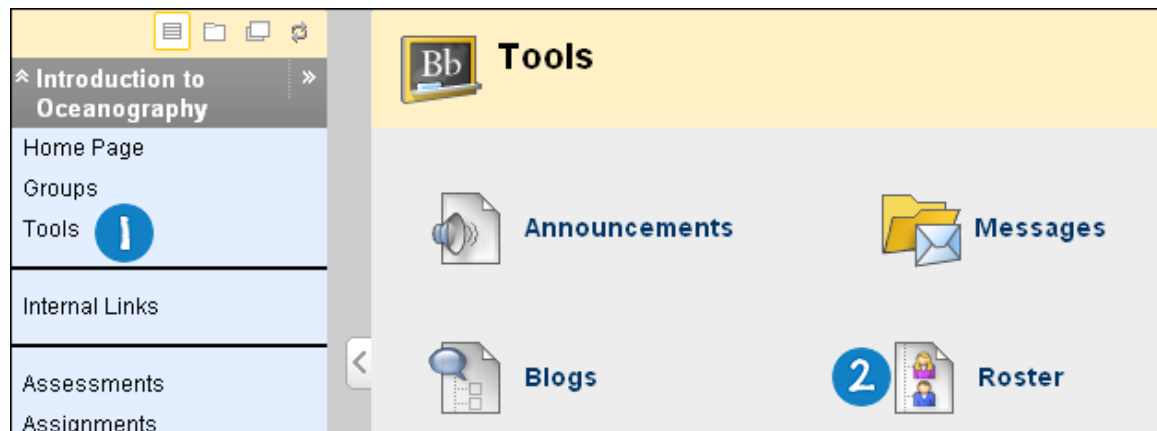 Introduction to
Oceanography
Home Page
Groups
Tools
1
Internal Links
Assessments
Assignments
Bb
Tools
Announcements
Messages
Blogs
2
Roster